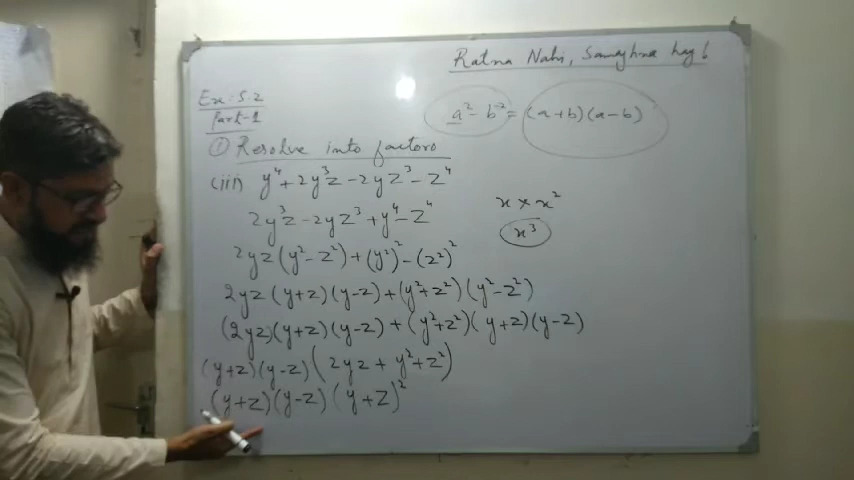 Ratna Nahi, Samajhna hay!
Ex: 5.2
Part-1
a² - b² = (a+b)(a-b)
① Resolve into factors
(iii) y⁴ + 2y³z - 2yz³ - z⁴
2y³z - 2yz³ + y⁴ - z⁴
x × x²
x³
2yz(y² - z²) + (y²)² - (z²)²
2yz(y+z)(y-z) + (y²+z²)(y²-z²)
(2yz)(y+z)(y-z) + (y²+z²)(y+z)(y-z)
(y+z)(y-z)(2yz + y² + z²)
(y+z)(y-z)(y+z)²